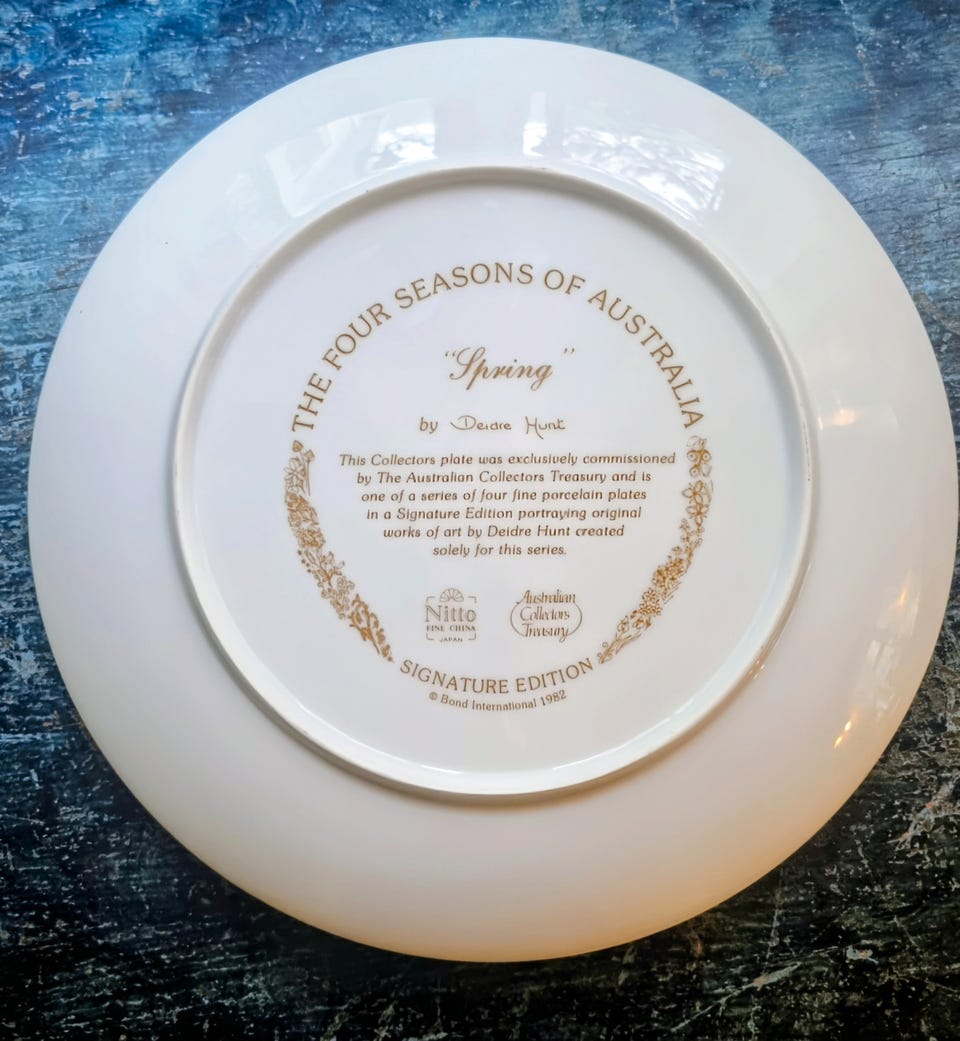 THE FOUR SEASONS OF AUSTRALIA
"Spring"
by Deidre Hunt
This Collectors plate was exclusively commissioned
by The Australian Collectors Treasury and is
one of a series of four fine porcelain plates
in a Signature Edition portraying original
works of art by Deidre Hunt created
solely for this series.
Nitto
FINE CHINA
JAPAN
Australian
Collectors
Treasury
SIGNATURE EDITION
© Bond International 1982